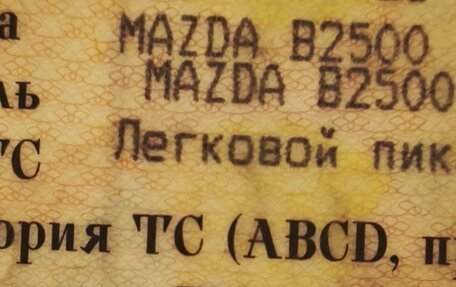 а MAZDA B2500
ль MAZDA B2500
ТС Легковой пик
ория ТС (ABCD, п